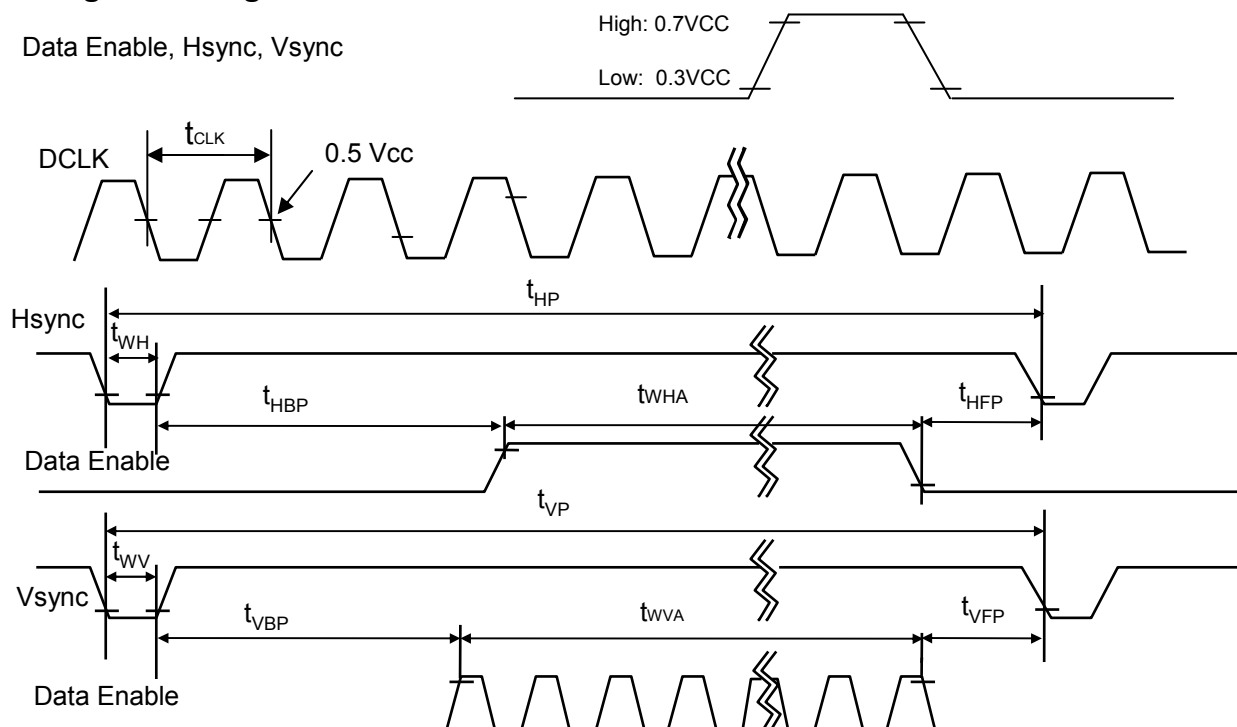 Data Enable, Hsync, Vsync
High: 0.7VCC
Low: 0.3VCC
tCLK
DCLK
0.5 Vcc
tHP
Hsync
tWH
tHBP
tWHA
tHFP
Data Enable
tVP
tWV
Vsync
tVBP
tWVA
tVFP
Data Enable